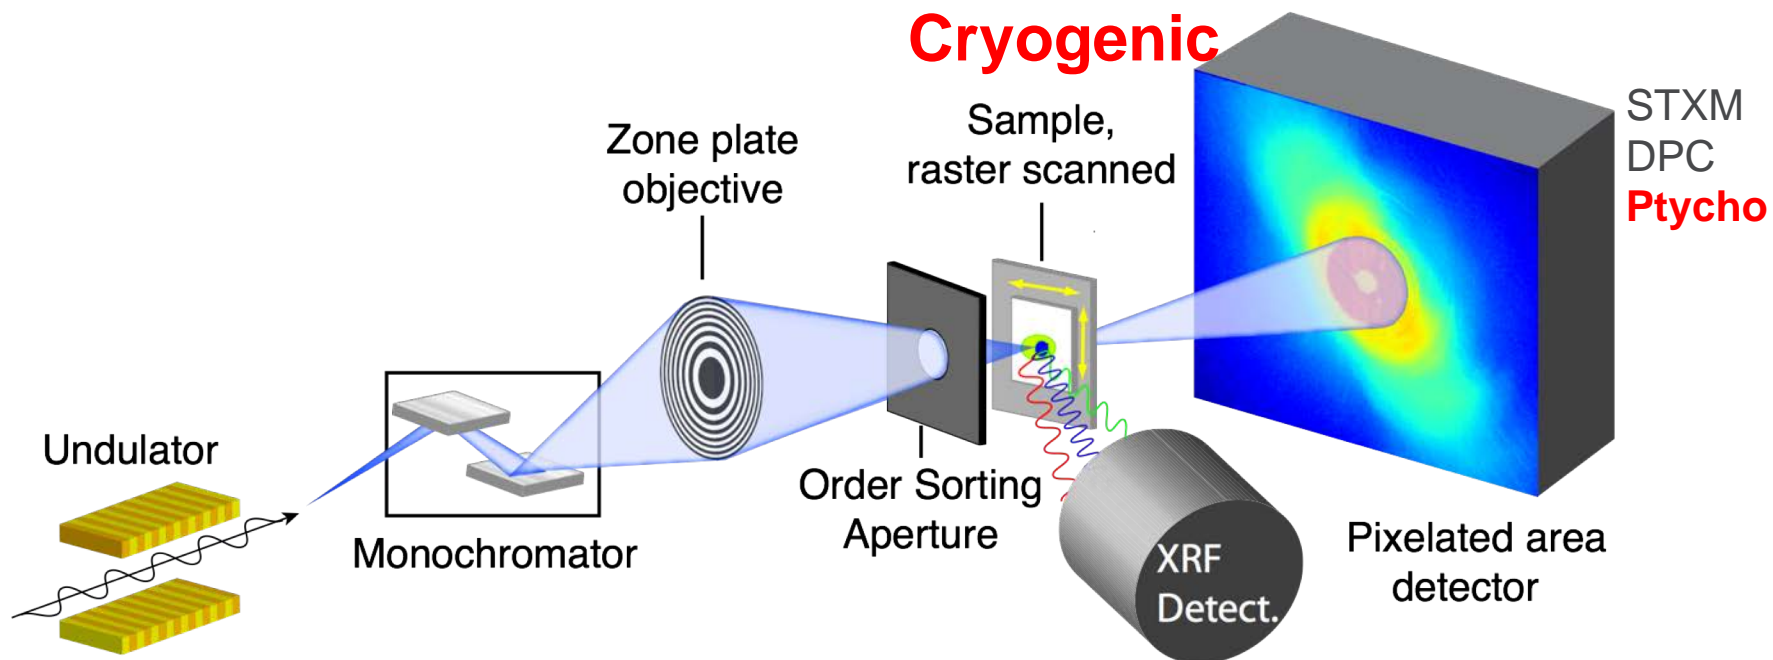 Cryogenic
STXM
DPC
Ptycho
Zone plate
objective
Sample,
raster scanned
Undulator
Monochromator
Order Sorting
Aperture
XRF
Detect.
Pixelated area
detector